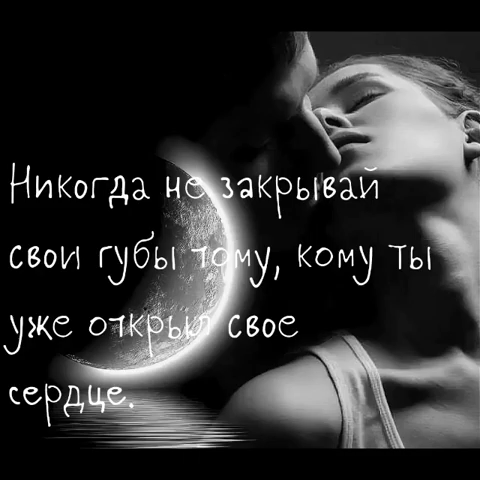 Никогда не закрывай
свои губы тому, кому ты
уже открыл свое
сердце.